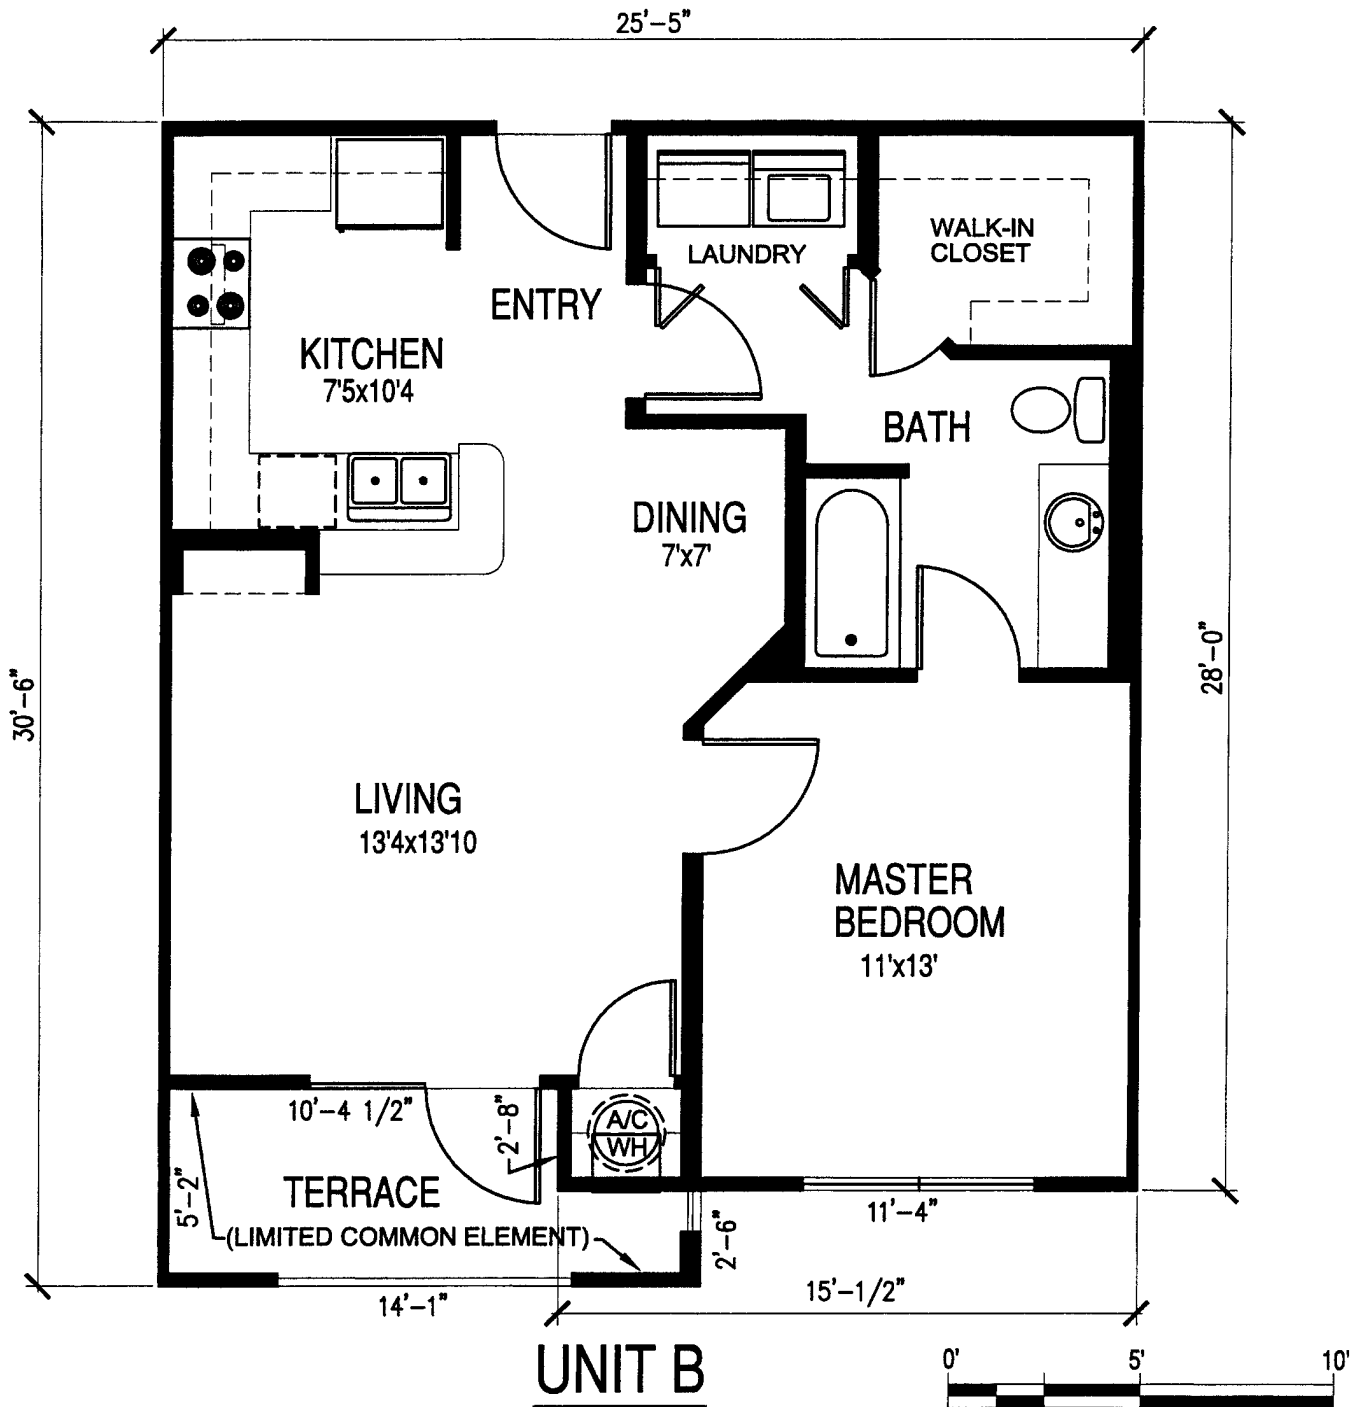 25'-5"
WALK-IN
CLOSET
LAUNDRY
ENTRY
KITCHEN
7'5x10'4
BATH
DINING
7'x7'
30'-6"
28'-0"
LIVING
13'4x13'10
MASTER
BEDROOM
11'x13'
10'-4 1/2"
2'-8"
A/C
WH
5'-2"
TERRACE
(LIMITED COMMON ELEMENT)
11'-4"
2'-6"
14'-1"
15'-1/2"
UNIT B
0' 5' 10'